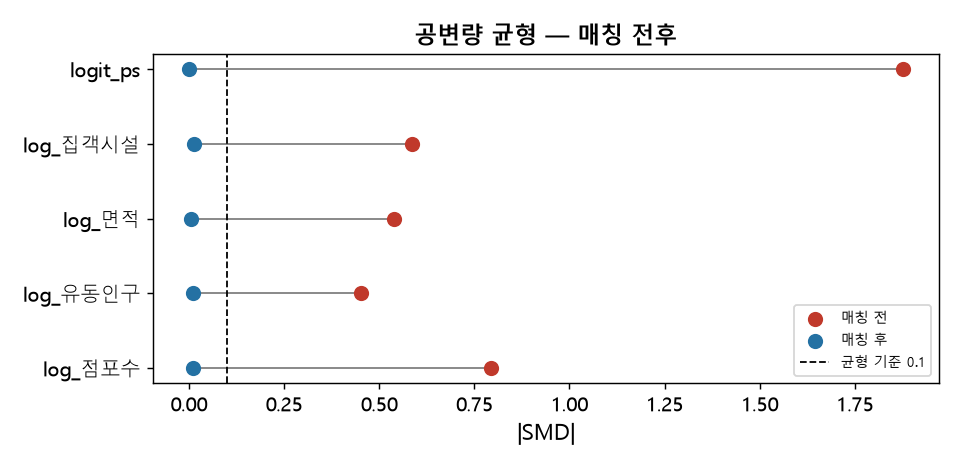 공변량 균형 — 매칭 전후
logit_ps
log_집객시설
log_면적
log_유동인구
log_점포수
매칭 전
매칭 후
균형 기준 0.1
0.00 0.25 0.50 0.75 1.00 1.25 1.50 1.75
|SMD|